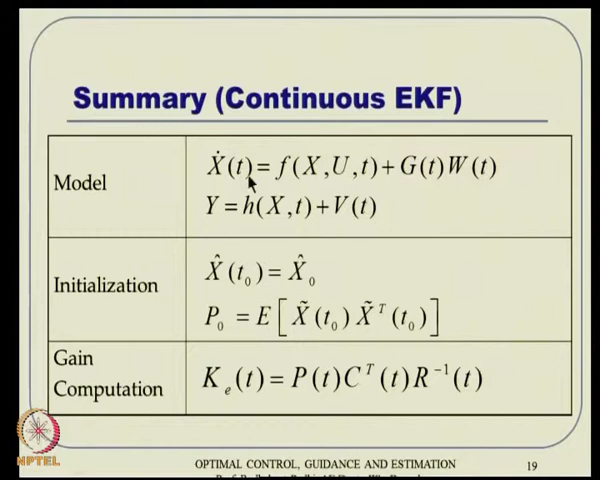 Summary (Continuous EKF)
Model
Ẋ(t) = f(X,U,t) + G(t)W(t)
Y = h(X,t) + V(t)
Initialization
X̂(t₀) = X̂₀
P₀ = E[X̃(t₀) X̃ᵀ(t₀)]
Gain
Computation
Kₑ(t) = P(t)Cᵀ(t)R⁻¹(t)
NPTEL
OPTIMAL CONTROL, GUIDANCE AND ESTIMATION
19